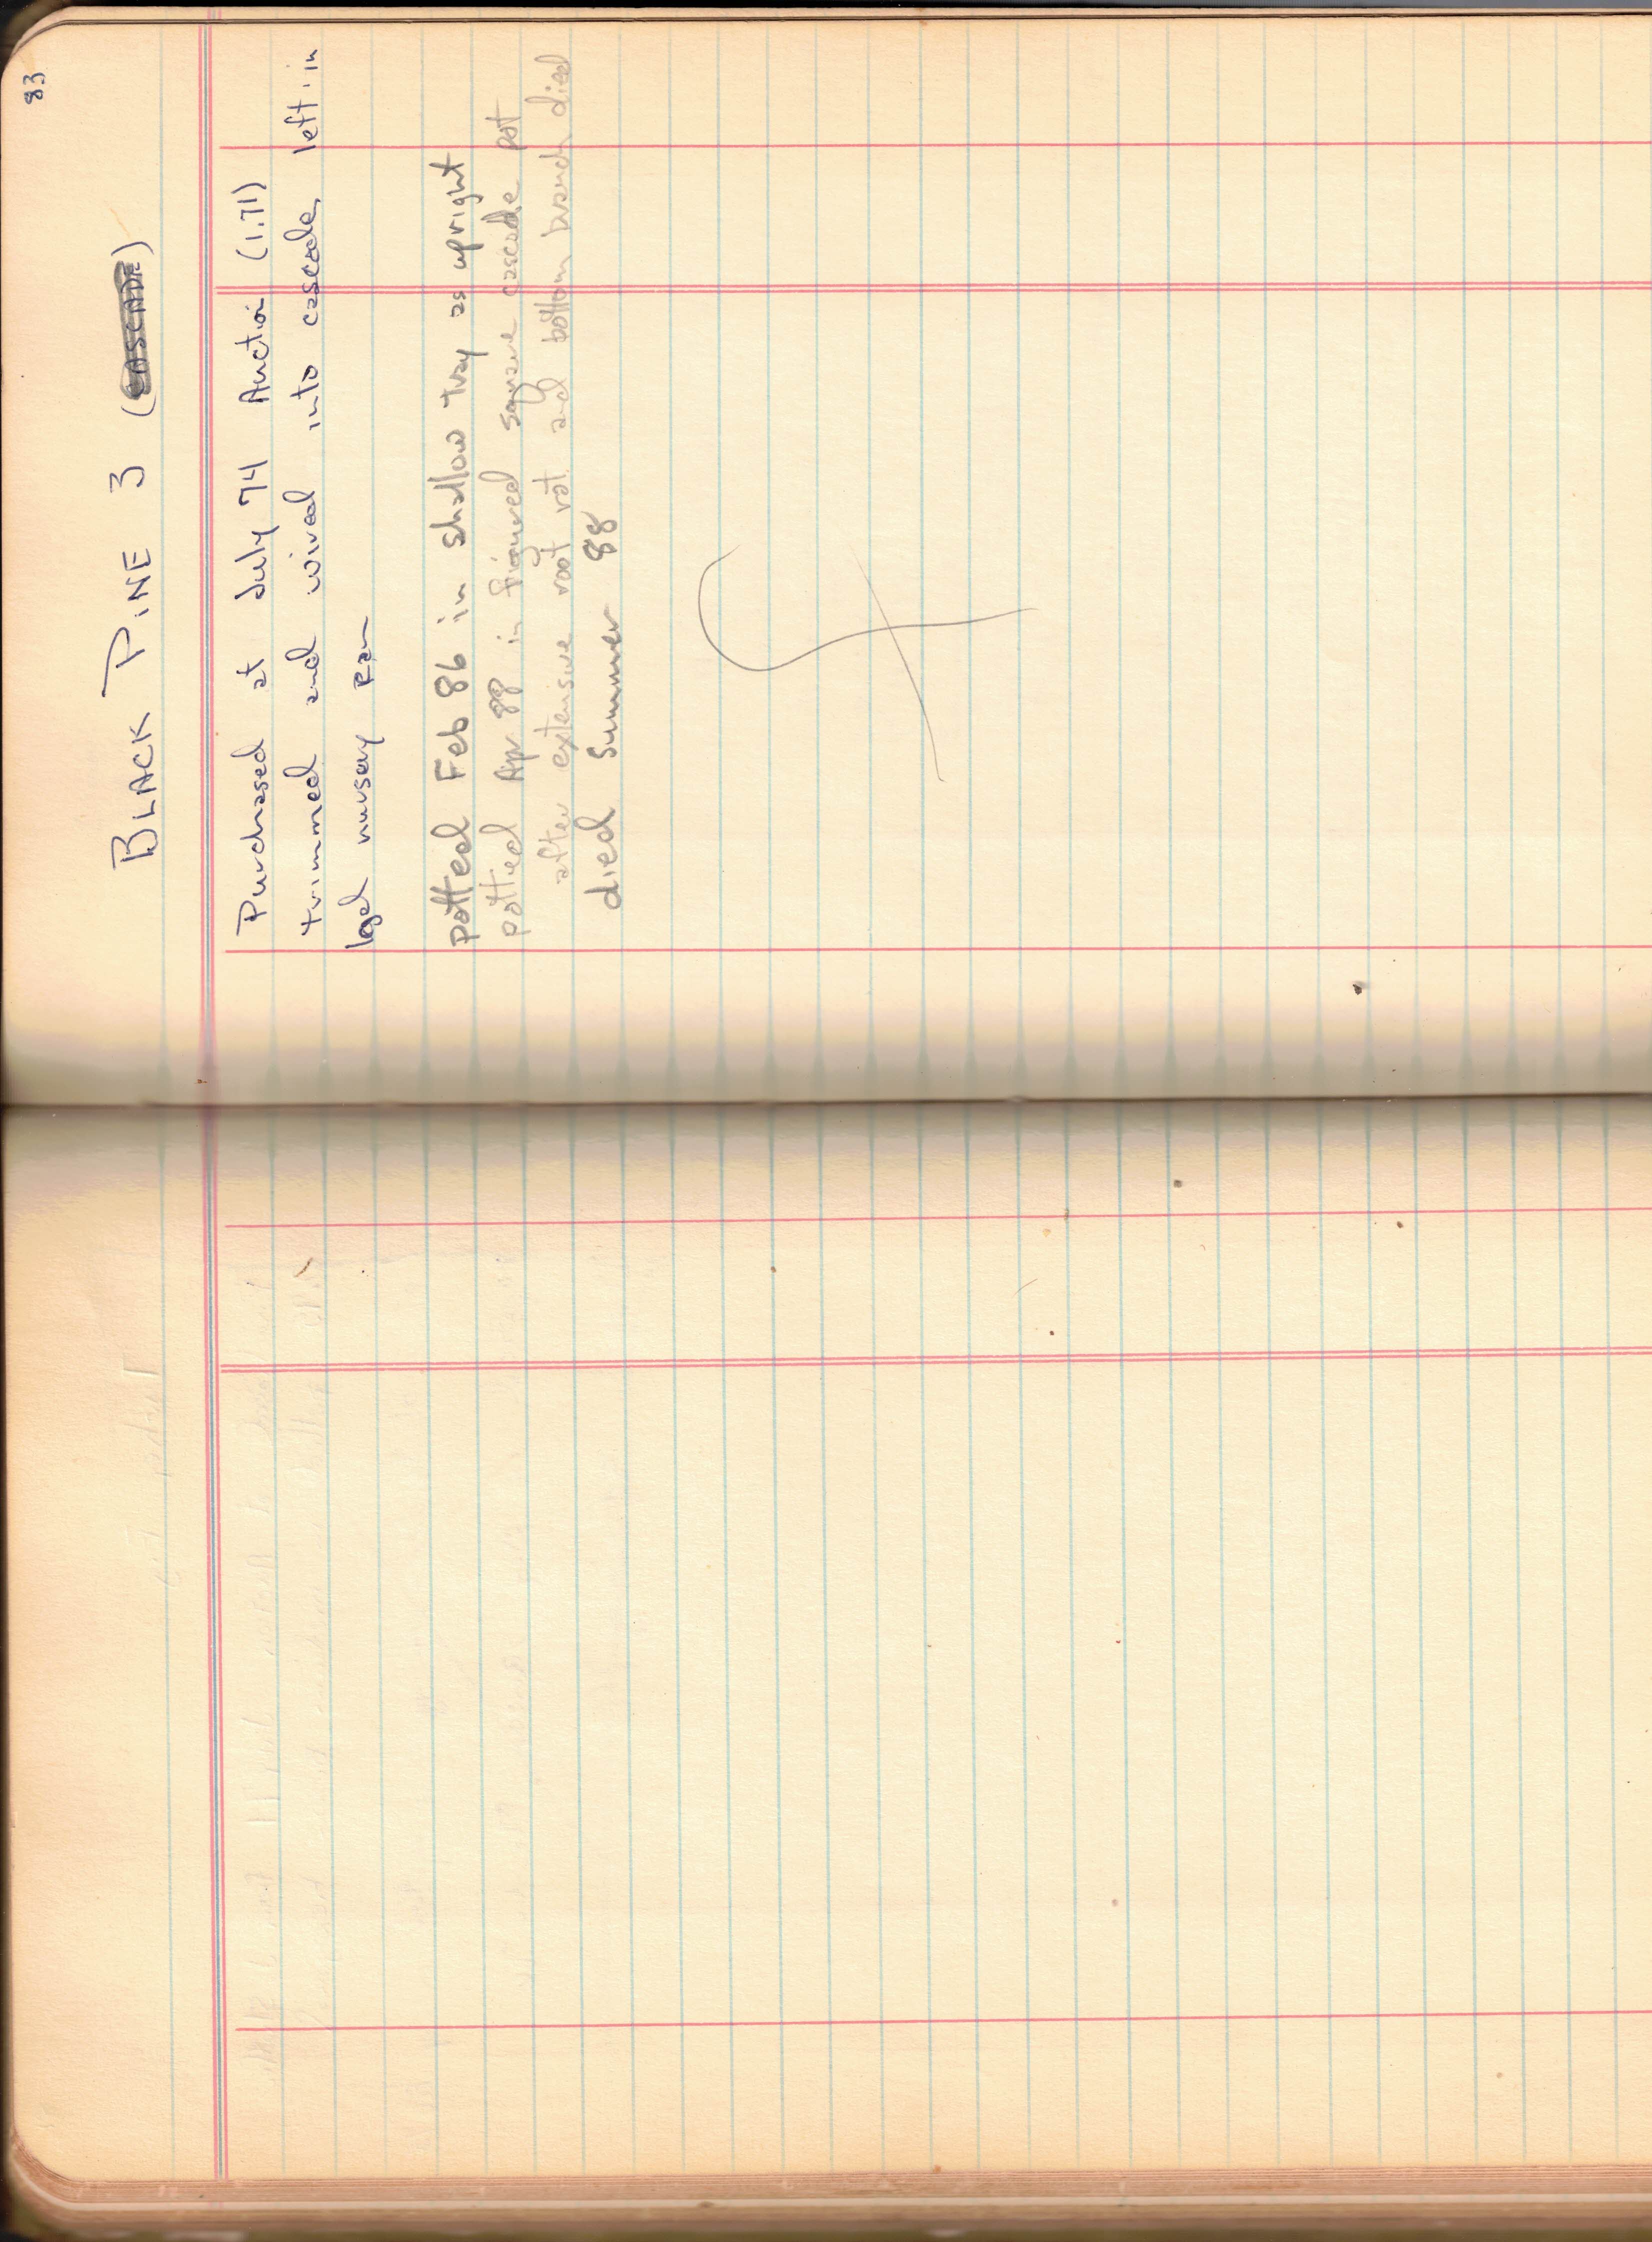 83
BLACK PINE 3 (CASCADE)
Purchased at July 74 Auction (1.71)
trimmed and wired into cascade, left in
1gal nursery can
potted Feb 86 in shallow tray as upright
potted Apr 88 in figured square cascade pot
after extensive root rot and bottom branch died
died Summer 88